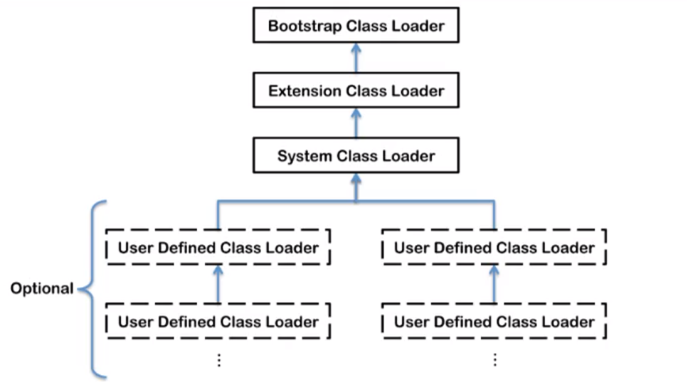 Bootstrap Class Loader
Extension Class Loader
System Class Loader
User Defined Class Loader
User Defined Class Loader
Optional
User Defined Class Loader
User Defined Class Loader